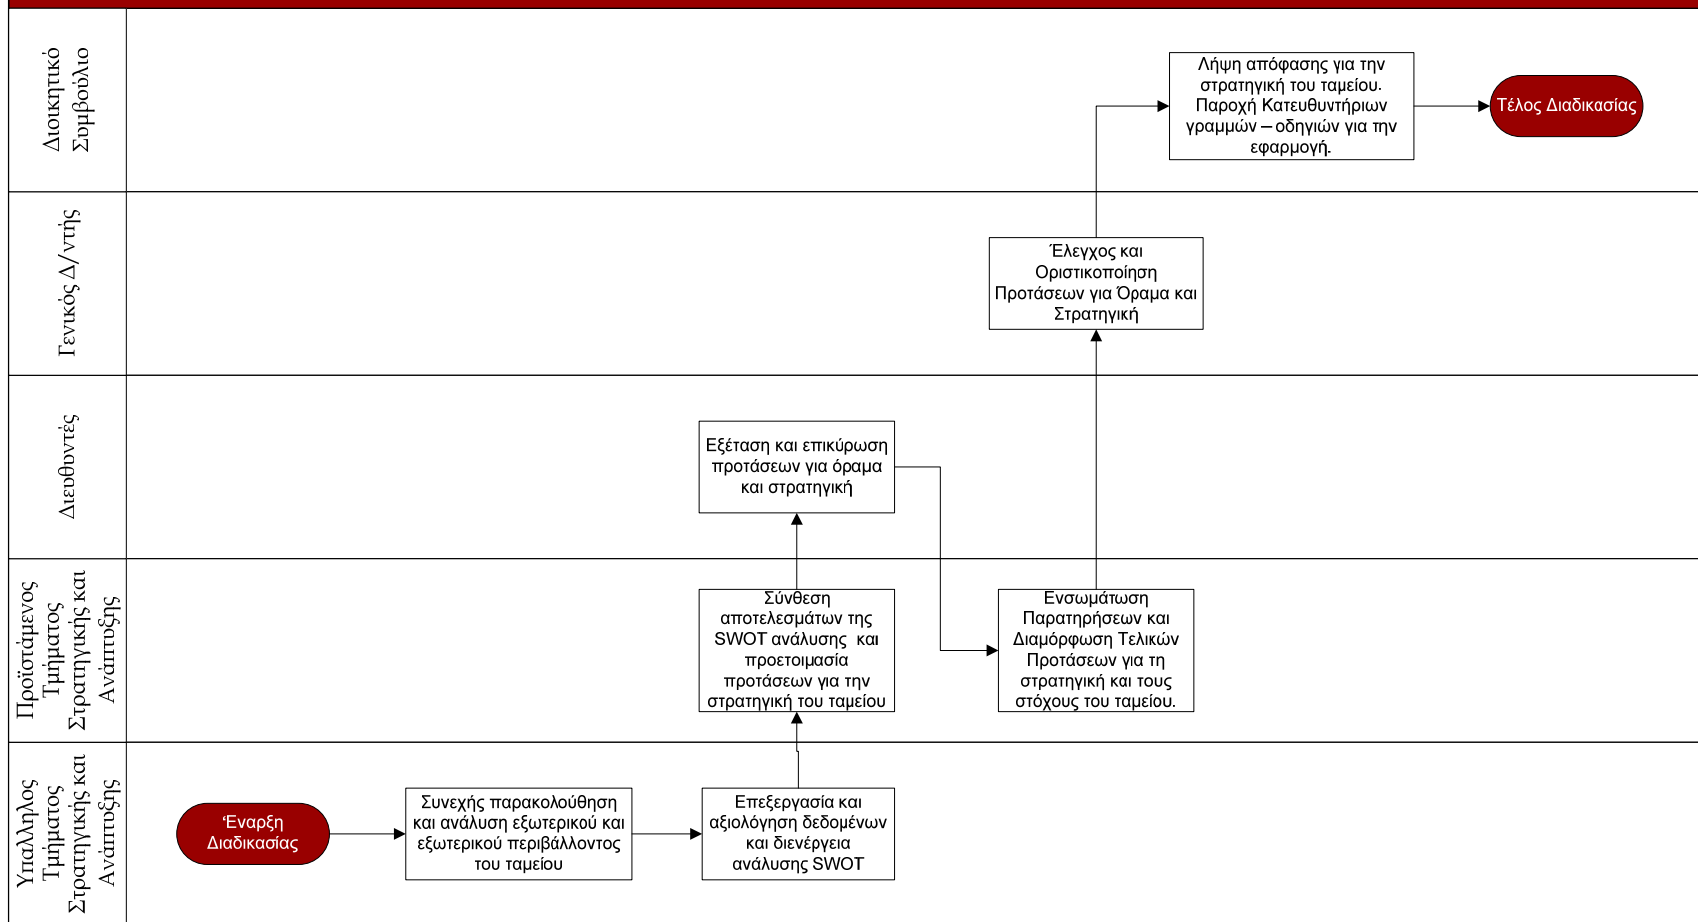 Διοικητικό
Συμβούλιο
Λήψη απόφασης για την
στρατηγική του ταμείου.
Παροχή Κατευθυντήριων
γραμμών – οδηγιών για την
εφαρμογή.
Τέλος Διαδικασίας
Γενικός Δ/ντής
Έλεγχος και
Οριστικοποίηση
Προτάσεων για Όραμα και
Στρατηγική
Διευθυντές
Εξέταση και επικύρωση
προτάσεων για όραμα
και στρατηγική
Προϊστάμενος
Τμήματος
Στρατηγικής και
Ανάπτυξης
Σύνθεση
αποτελεσμάτων της
SWOT ανάλυσης και
προετοιμασία
προτάσεων για την
στρατηγική του ταμείου
Ενσωμάτωση
Παρατηρήσεων και
Διαμόρφωση Τελικών
Προτάσεων για τη
στρατηγική και τους
στόχους του ταμείου.
Υπαλληλος
Τμήματος
Στρατηγικής και
Ανάπτυξης
Έναρξη
Διαδικασίας
Συνεχής παρακολούθηση
και ανάλυση εξωτερικού και
εξωτερικού περιβάλλοντος
του ταμείου
Επεξεργασία και
αξιολόγηση δεδομένων
και διενέργεια
ανάλυσης SWOT